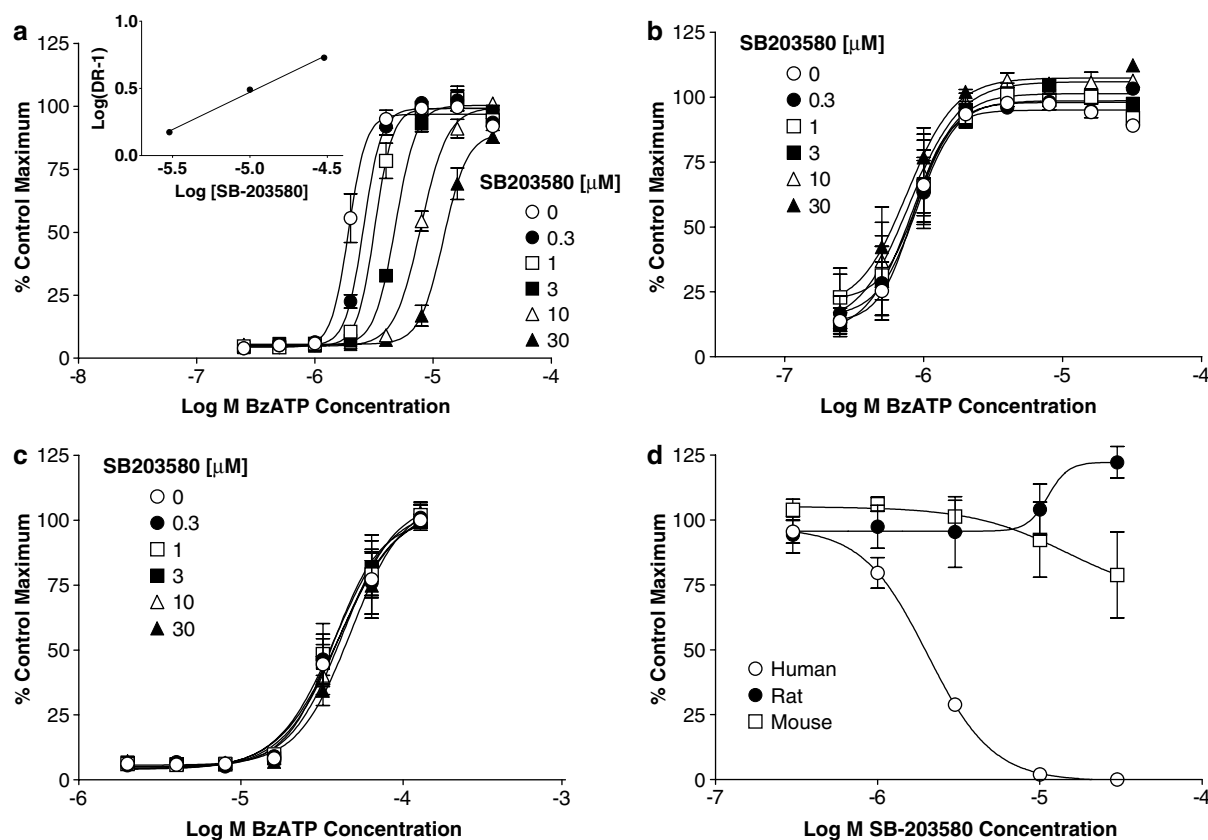 a
125
100
75
50
25
0
% Control Maximum
1.0
0.5
0.0
Log(DR-1)
-5.5 -5.0 -4.5
Log [SB-203580]
SB203580 [μM]
0
0.3
1
3
10
30
-8 -7 -6 -5 -4
Log M BzATP Concentration
b
125
100
75
50
25
0
% Control Maximum
SB203580 [μM]
0
0.3
1
3
10
30
-7 -6 -5 -4
Log M BzATP Concentration
c
125
100
75
50
25
0
% Control Maximum
SB203580 [μM]
0
0.3
1
3
10
30
-6 -5 -4 -3
Log M BzATP Concentration
d
125
100
75
50
25
0
% Control Maximum
Human
Rat
Mouse
-7 -6 -5 -4
Log M SB-203580 Concentration